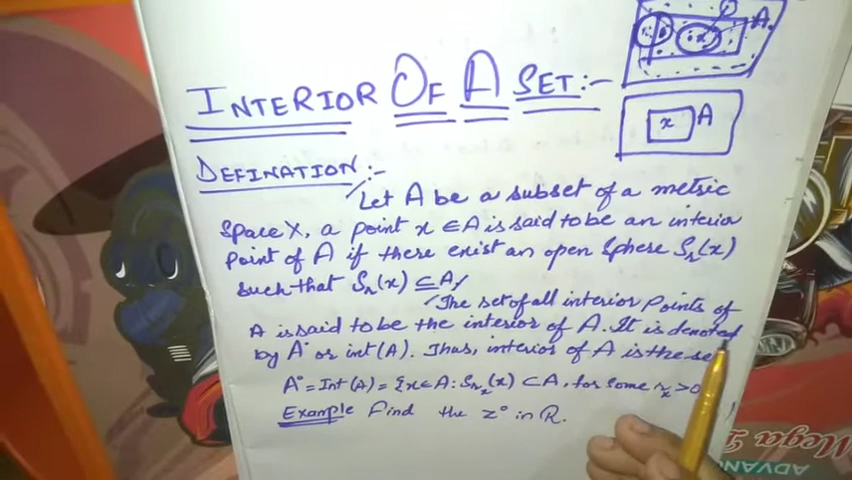 A.
INTERIOR OF A SET:-
x A
DEFINATION:-
Let A be a subset of a metric
Space X, a point x ∈ A is said to be an interior
point of A if there exist an open sphere Sr(x)
such that Sr(x) ⊆ A
The set of all interior points of
A is said to be the interior of A. It is denoted
by A° or int(A). Thus, interior of A is the se
A° = Int(A) = {x∈A: Srx(x) ⊂ A, for some rx>0
Example Find the z° in R.
Mega
ADVANC